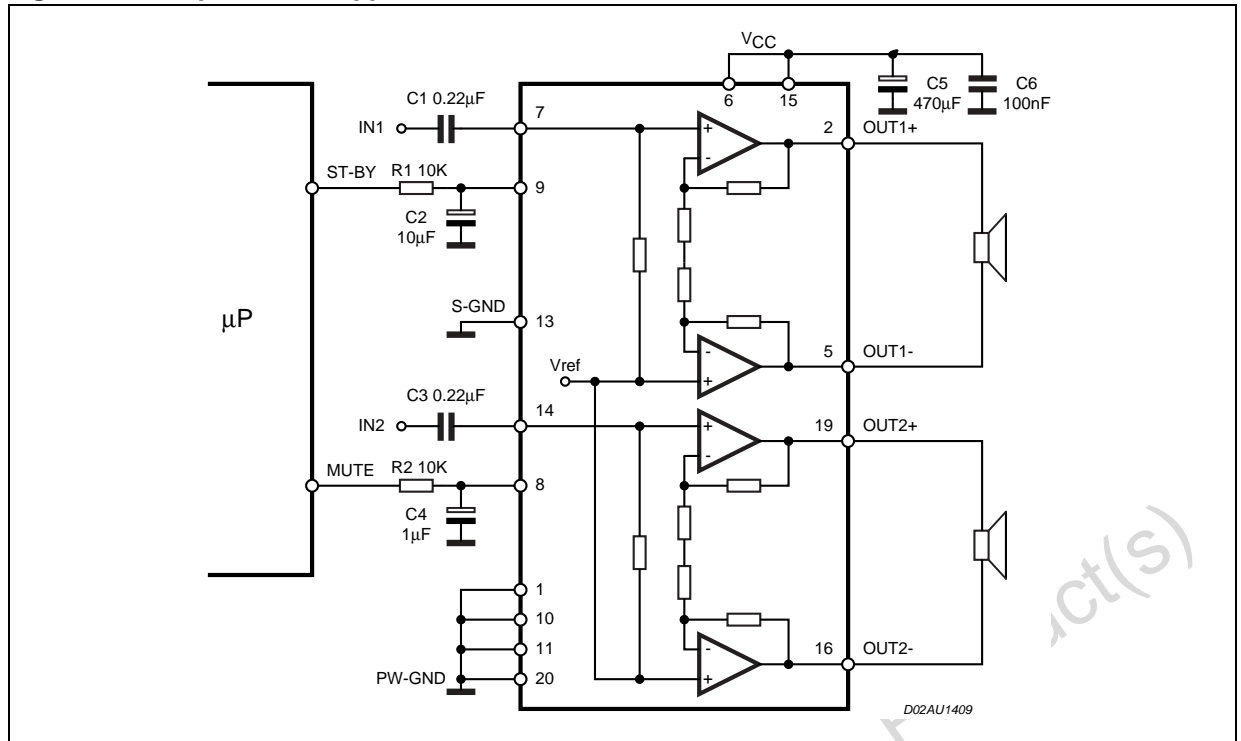 VCC
C1 0.22μF
7
6
15
C5
470μF
C6
100nF
IN1
2
OUT1+
+
-
ST-BY
R1 10K
9
C2
10μF
S-GND
13
μP
-
+
5
OUT1-
Vref
C3 0.22μF
14
IN2
+
-
19
OUT2+
MUTE
R2 10K
8
C4
1μF
1
10
11
PW-GND
20
-
+
16
OUT2-
D02AU1409